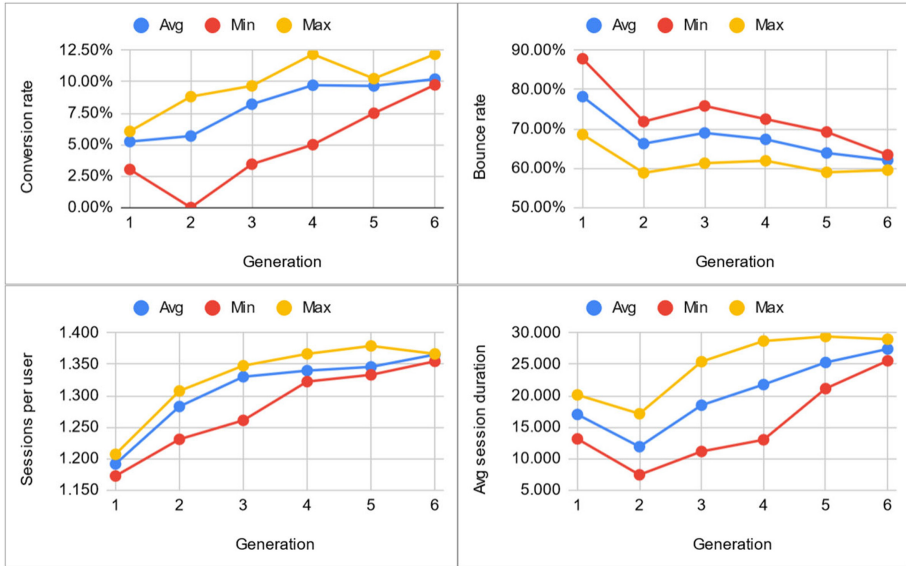 Avg Min Max
Conversion rate
12.50%
10.00%
7.50%
5.00%
2.50%
0.00%
1 2 3 4 5 6
Generation
Avg Min Max
Bounce rate
90.00%
80.00%
70.00%
60.00%
50.00%
1 2 3 4 5 6
Generation
Avg Min Max
Sessions per user
1.400
1.350
1.300
1.250
1.200
1.150
1 2 3 4 5 6
Generation
Avg Min Max
Avg session duration
30.000
25.000
20.000
15.000
10.000
5.000
1 2 3 4 5 6
Generation